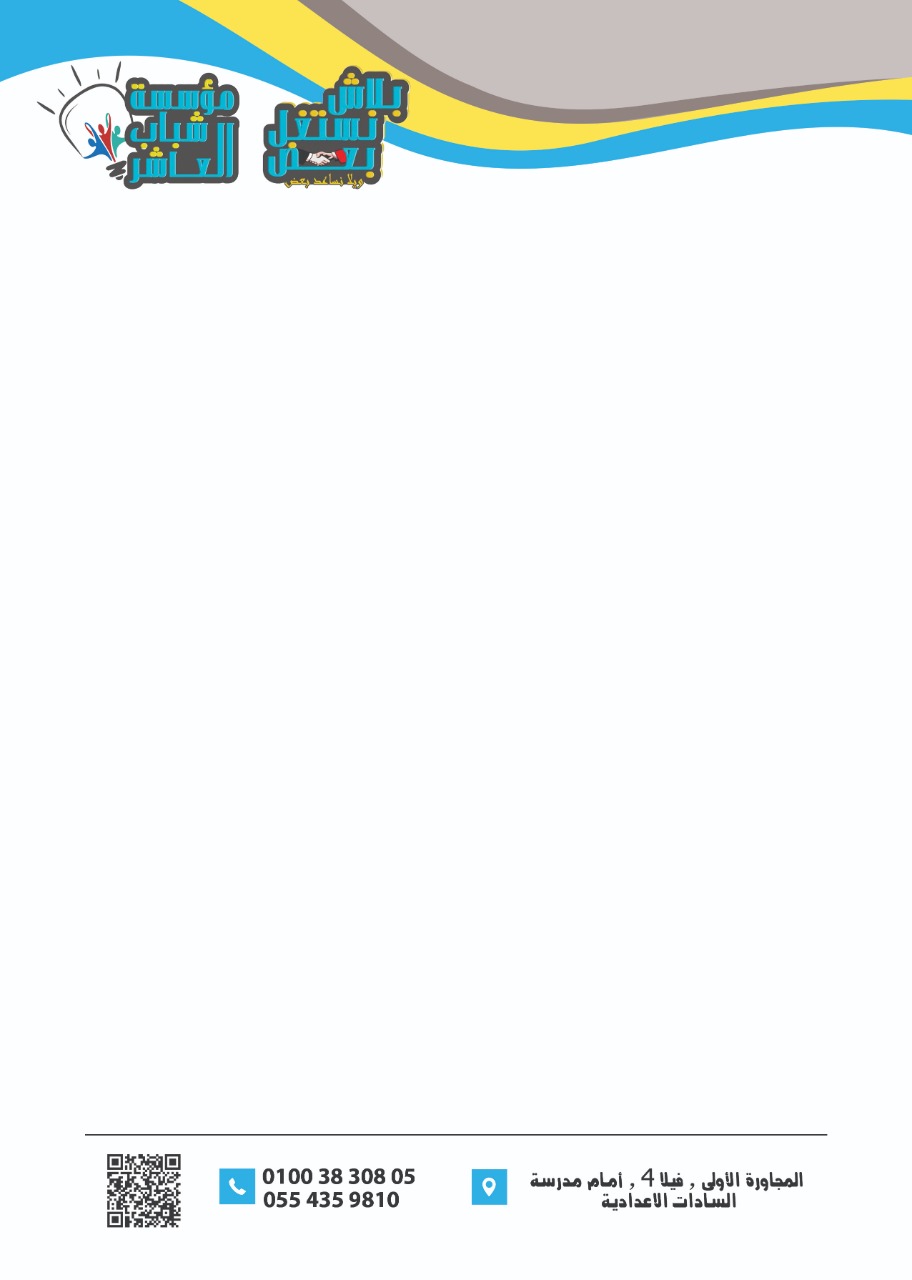 مؤسسة
شباب
العاشر
بلاش
نستغل
بعض
ويلا نساعد بعض
0100 38 308 05
055 435 9810
المجاورة الأولى , فيلا 4 , أمام مدرسة
السادات الاعدادية